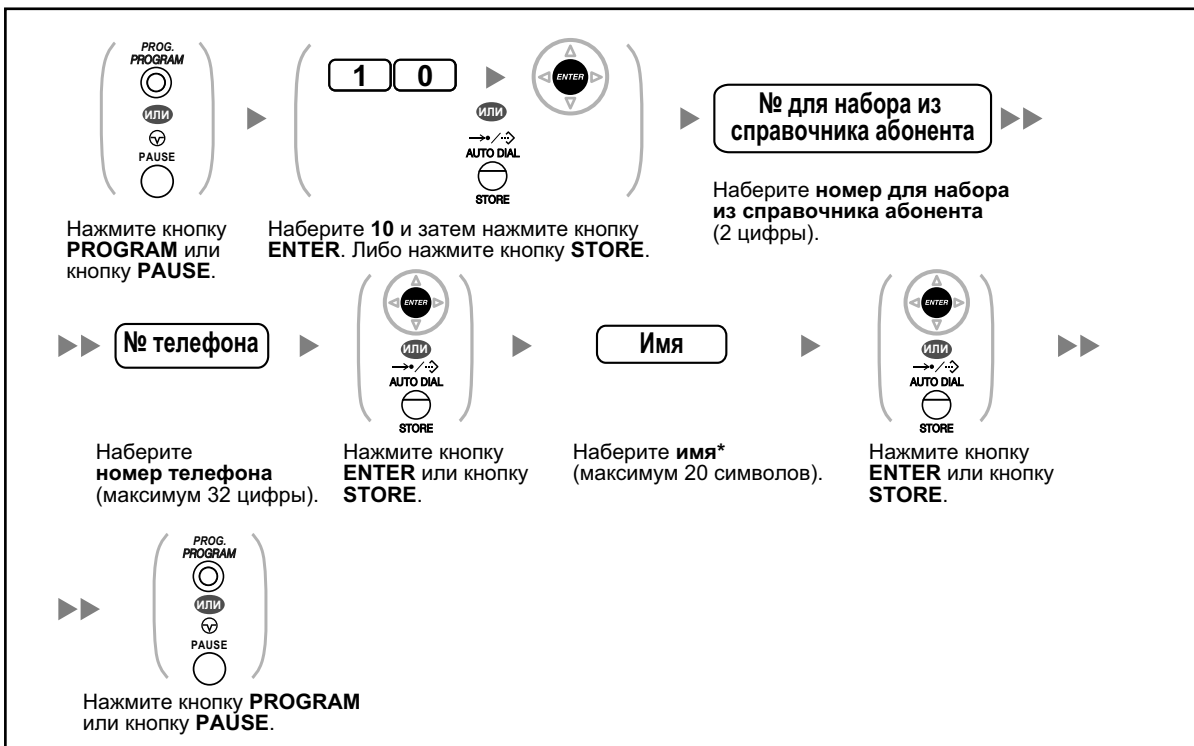 PROG.
PROGRAM
ИЛИ
PAUSE
Нажмите кнопку
PROGRAM или
кнопку PAUSE.
1 0
ENTER
ИЛИ
AUTO DIAL
STORE
Наберите 10 и затем нажмите кнопку
ENTER. Либо нажмите кнопку STORE.
№ для набора из
справочника абонента
Наберите номер для набора
из справочника абонента
(2 цифры).
№ телефона
Наберите
номер телефона
(максимум 32 цифры).
ENTER
ИЛИ
AUTO DIAL
STORE
Нажмите кнопку
ENTER или кнопку
STORE.
Имя
Наберите имя*
(максимум 20 символов).
ENTER
ИЛИ
AUTO DIAL
STORE
Нажмите кнопку
ENTER или кнопку
STORE.
PROG.
PROGRAM
ИЛИ
PAUSE
Нажмите кнопку PROGRAM
или кнопку PAUSE.